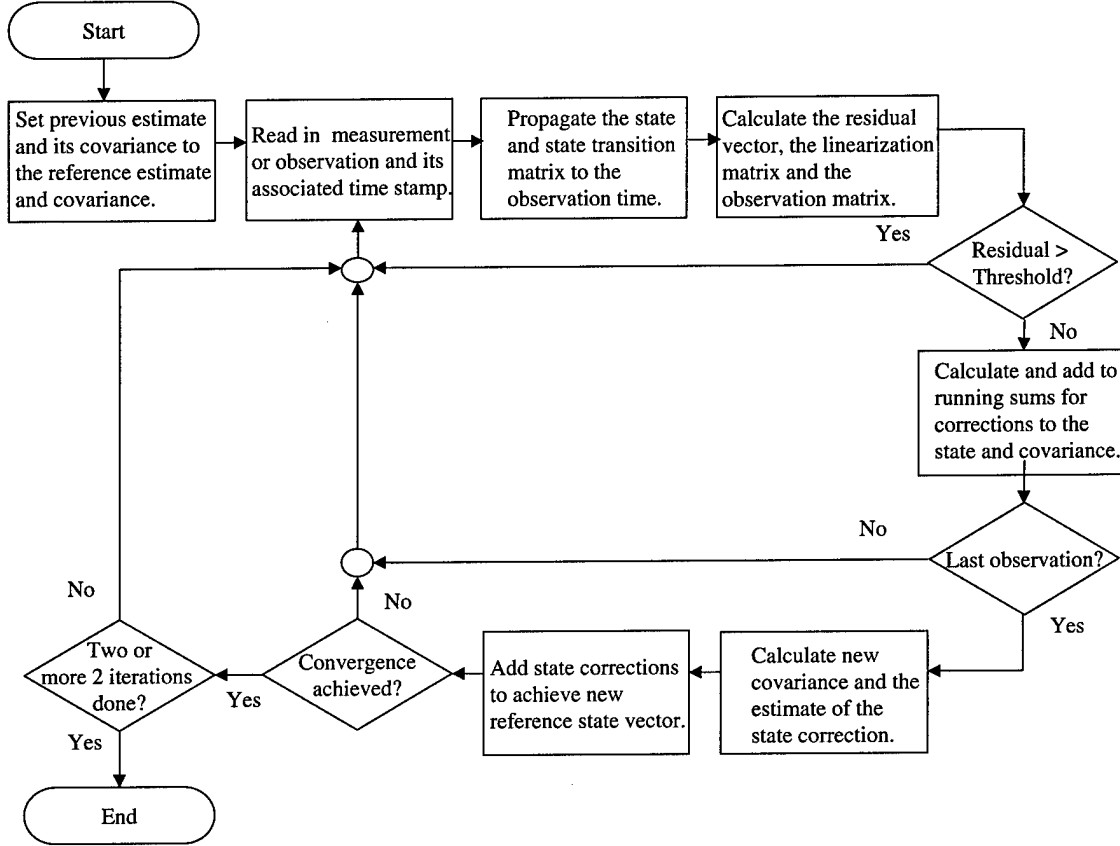 Start
Set previous estimate
and its covariance to
the reference estimate
and covariance.
Read in measurement
or observation and its
associated time stamp.
Propagate the state
and state transition
matrix to the
observation time.
Calculate the residual
vector, the linearization
matrix and the
observation matrix.
Yes
Residual >
Threshold?
No
Calculate and add to
running sums for
corrections to the
state and covariance.
No
Last observation?
Yes
Calculate new
covariance and the
estimate of the
state correction.
Add state corrections
to achieve new
reference state vector.
No
Convergence
achieved?
Yes
No
Two or
more 2 iterations
done?
Yes
End